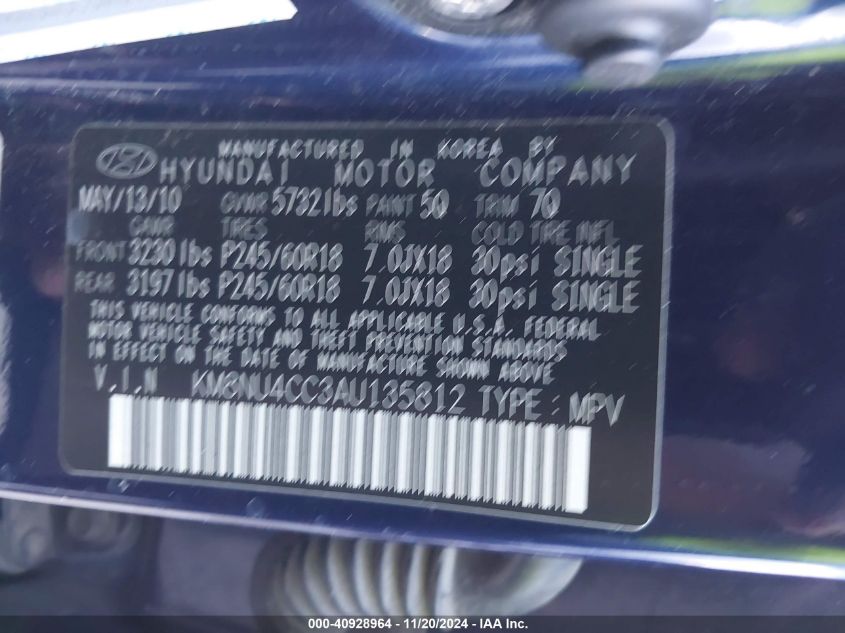 MANUFACTURED IN KOREA BY
HYUNDAI MOTOR COMPANY
MAY/13/10 GVWR 5732lbs PAINT 5O TRIM 7O
GAWR TIRES RIMS COLD TIRE INFL
FRONT 3230lbs P245/60R18 7.0JX18 30psi SINGLE
REAR 3197lbs P245/60R18 7.0JX18 30psi SINGLE
THIS VEHICLE CONFORMS TO ALL APPLICABLE U.S.A. FEDERAL
MOTOR VEHICLE SAFETY AND THEFT PREVENTION STANDARDS
IN EFFECT ON THE DATE OF MANUFACTURE SHOWN ABOVE
V.I.N KM8NU4CC3AU135812 TYPE : MPV
000-40928964 - 11/20/2024 - IAA Inc.